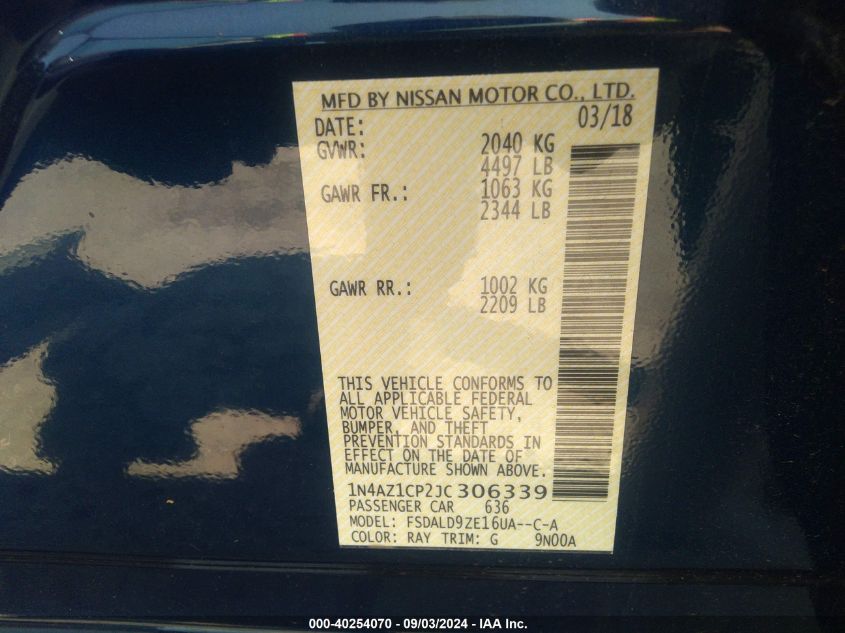 MFD BY NISSAN MOTOR CO., LTD.
DATE: 03/18
GVWR: 2040 KG
4497 LB
GAWR FR.: 1063 KG
2344 LB
GAWR RR.: 1002 KG
2209 LB
THIS VEHICLE CONFORMS TO
ALL APPLICABLE FEDERAL
MOTOR VEHICLE SAFETY,
BUMPER, AND THEFT
PREVENTION STANDARDS IN
EFFECT ON THE DATE OF
MANUFACTURE SHOWN ABOVE.
1N4AZ1CP2JC306339
PASSENGER CAR 636
MODEL: FSDALD9ZE16UA--C-A
COLOR: RAY TRIM: G 9N00A
000-40254070 - 09/03/2024 - IAA Inc.